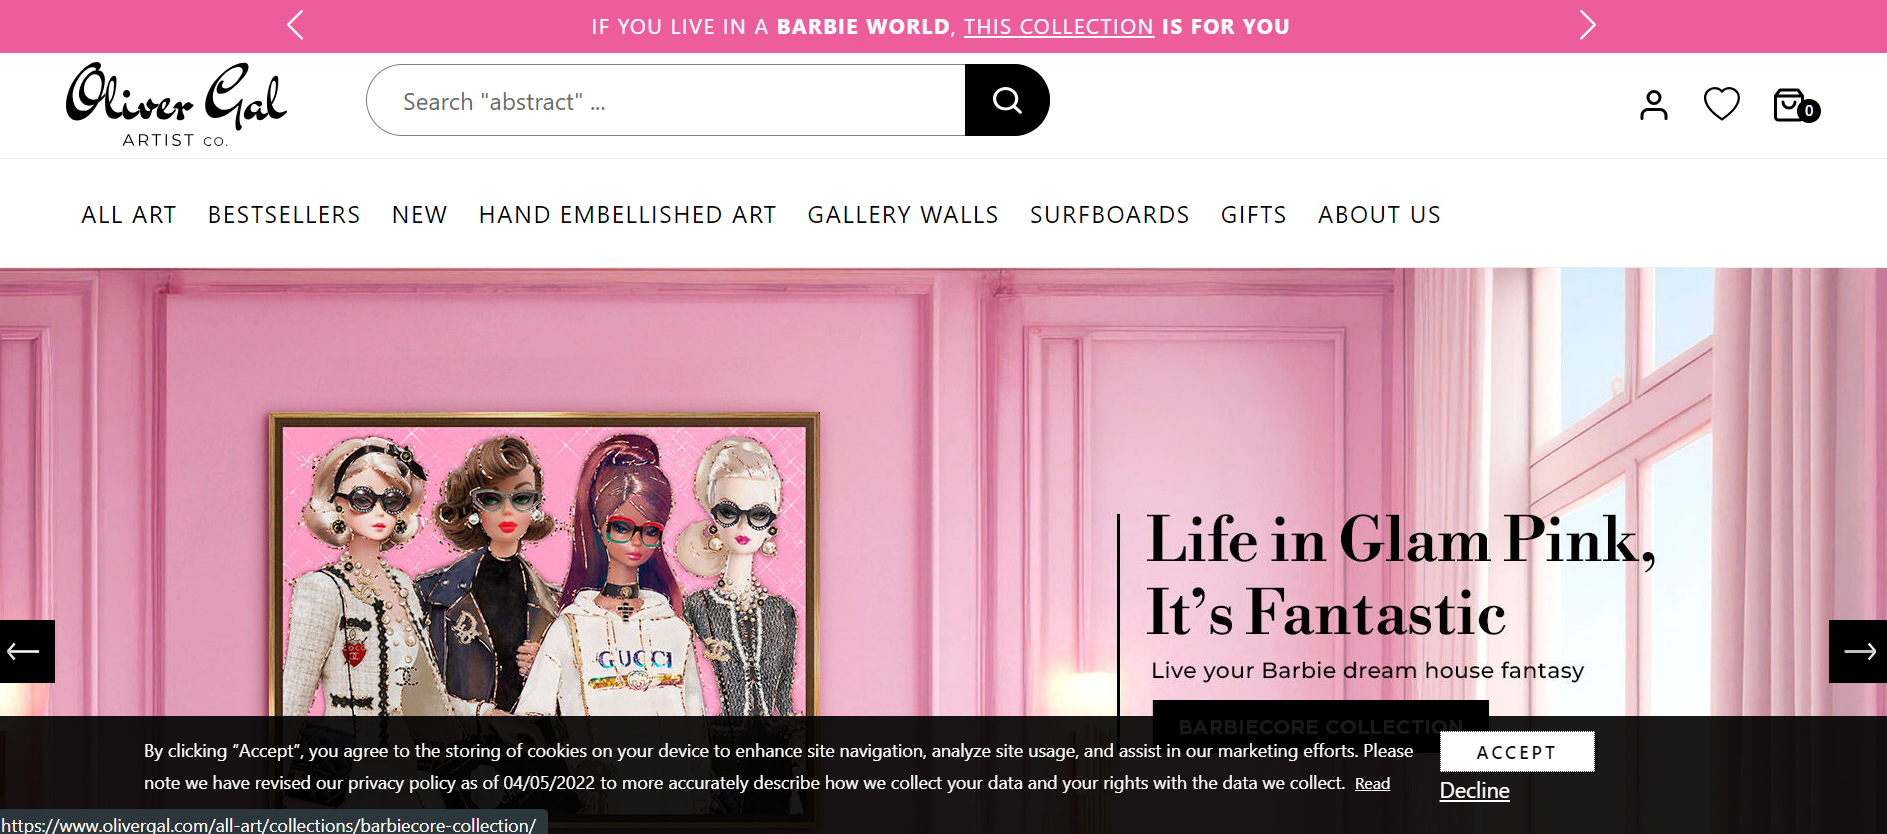 IF YOU LIVE IN A BARBIE WORLD, THIS COLLECTION IS FOR YOU
Oliver Gal
ARTIST CO.
Search "abstract" ...
0
ALL ART BESTSELLERS NEW HAND EMBELLISHED ART GALLERY WALLS SURFBOARDS GIFTS ABOUT US
GUCCI
Life in Glam Pink,
It's Fantastic
Live your Barbie dream house fantasy
BARBIECORE COLLECTION
By clicking “Accept”, you agree to the storing of cookies on your device to enhance site navigation, analyze site usage, and assist in our marketing efforts. Please
note we have revised our privacy policy as of 04/05/2022 to more accurately describe how we collect your data and your rights with the data we collect. Read
ACCEPT
Decline
https://www.olivergal.com/all-art/collections/barbiecore-collection/